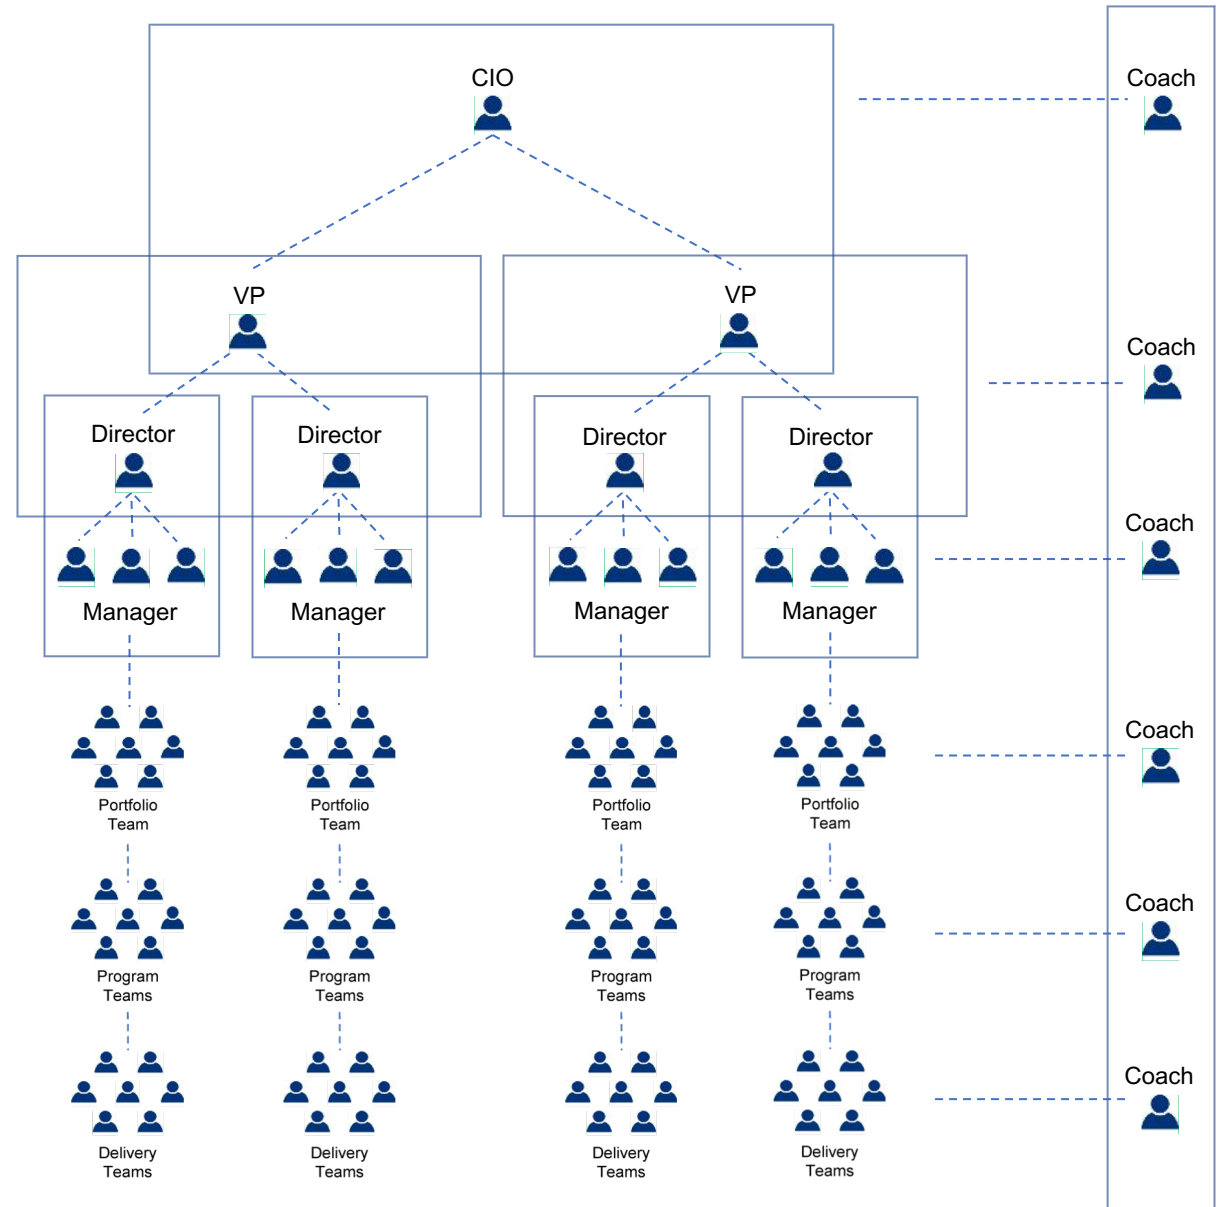 CIO
Coach
VP
VP
Coach
Director
Director
Director
Director
Coach
Manager
Manager
Manager
Manager
Coach
Portfolio
Team
Portfolio
Team
Portfolio
Team
Portfolio
Team
Coach
Program
Teams
Program
Teams
Program
Teams
Program
Teams
Coach
Delivery
Teams
Delivery
Teams
Delivery
Teams
Delivery
Teams